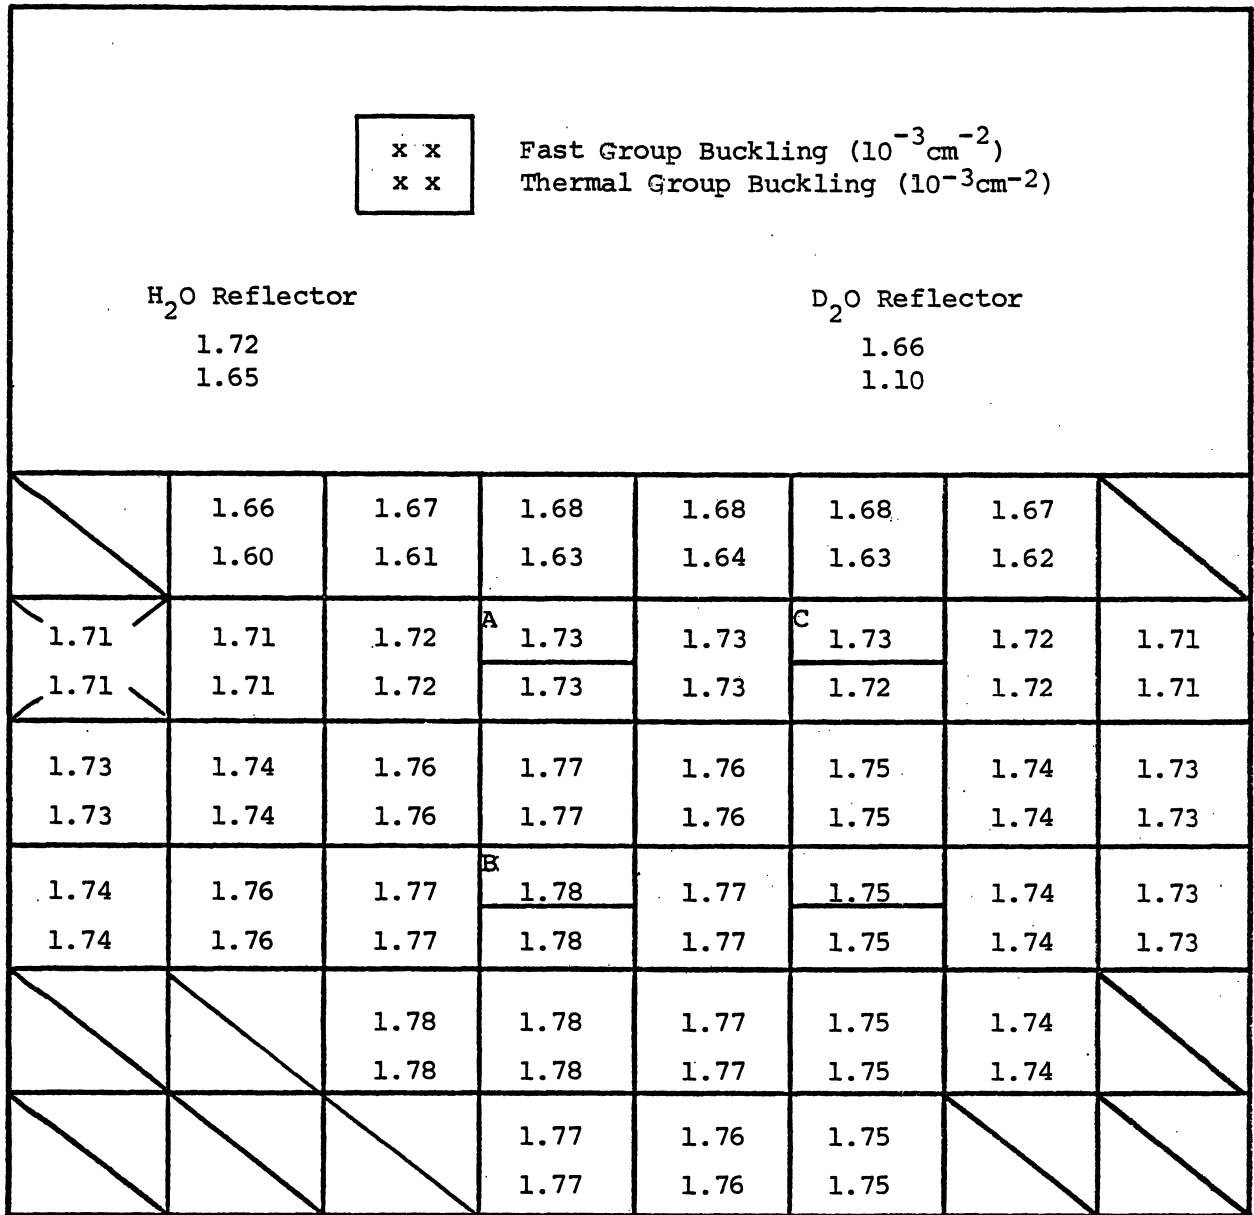 x x Fast Group Buckling (10⁻³cm⁻²)
x x Thermal Group Buckling (10⁻³cm⁻²)
H₂O Reflector D₂O Reflector
1.72 1.66
1.65 1.10
1.66 1.67 1.68 1.68 1.68 1.67
1.60 1.61 1.63 1.64 1.63 1.62
A C
1.71 1.71 1.72 1.73 1.73 1.73 1.72 1.71
1.71 1.71 1.72 1.73 1.73 1.72 1.72 1.71
1.73 1.74 1.76 1.77 1.76 1.75 1.74 1.73
1.73 1.74 1.76 1.77 1.76 1.75 1.74 1.73
B
1.74 1.76 1.77 1.78 1.77 1.75 1.74 1.73
1.74 1.76 1.77 1.78 1.77 1.75 1.74 1.73
1.78 1.78 1.77 1.75 1.74
1.78 1.78 1.77 1.75 1.74
1.77 1.76 1.75
1.77 1.76 1.75